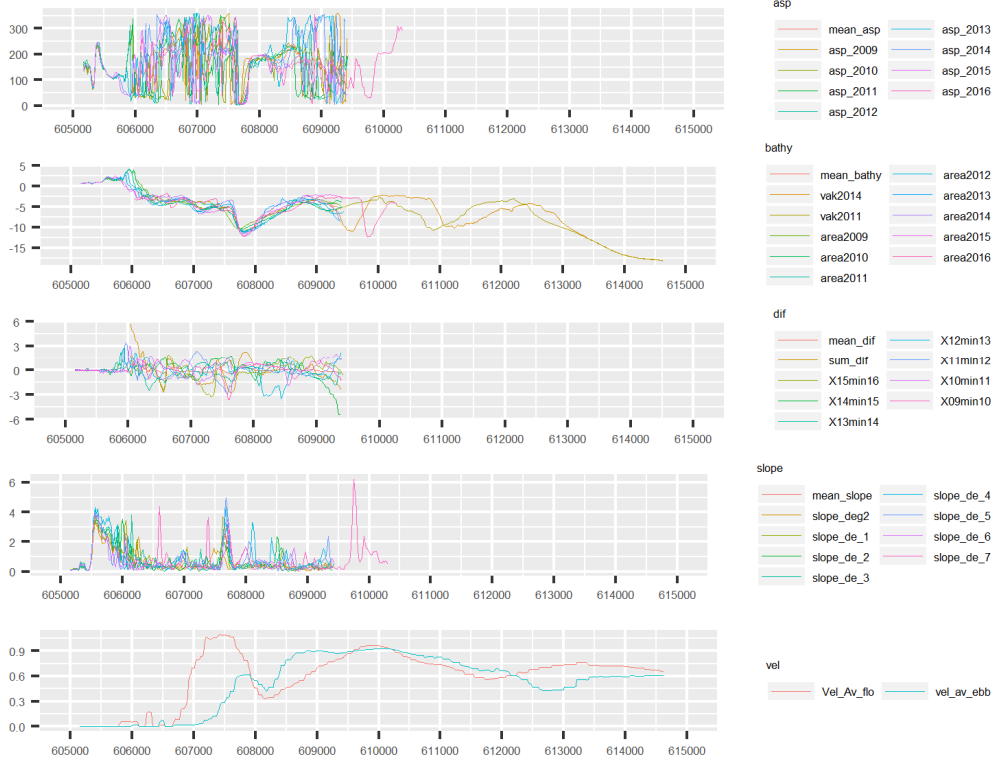 asp
300
200
100
0
605000 606000 607000 608000 609000 610000 611000 612000 613000 614000 615000
mean_asp asp_2013
asp_2009 asp_2014
asp_2010 asp_2015
asp_2011 asp_2016
asp_2012
bathy
5
0
-5
-10
-15
605000 606000 607000 608000 609000 610000 611000 612000 613000 614000 615000
mean_bathy area2012
vak2014 area2013
vak2011 area2014
area2009 area2015
area2010 area2016
area2011
dif
6
3
0
-3
-6
605000 606000 607000 608000 609000 610000 611000 612000 613000 614000 615000
mean_dif X12min13
sum_dif X11min12
X15min16 X10min11
X14min15 X09min10
X13min14
slope
6
4
2
0
605000 606000 607000 608000 609000 610000 611000 612000 613000 614000 615000
mean_slope slope_de_4
slope_deg2 slope_de_5
slope_de_1 slope_de_6
slope_de_2 slope_de_7
slope_de_3
vel
0.9
0.6
0.3
0.0
605000 606000 607000 608000 609000 610000 611000 612000 613000 614000 615000
Vel_Av_flo vel_av_ebb